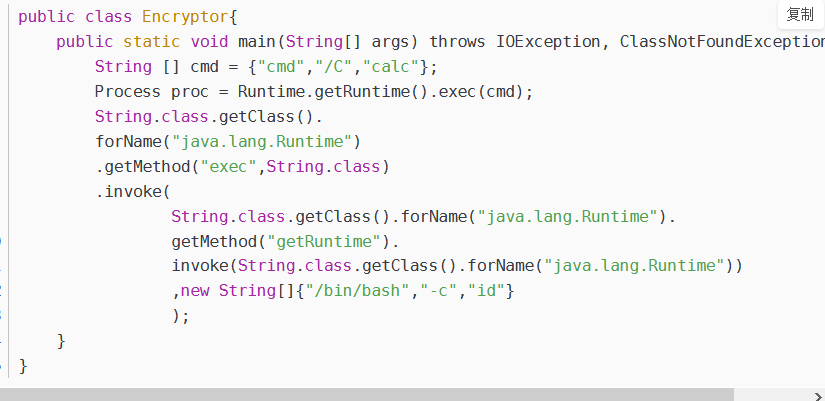 复制
public class Encryptor{
    public static void main(String[] args) throws IOException, ClassNotFoundException
        String [] cmd = {"cmd","/C","calc"};
        Process proc = Runtime.getRuntime().exec(cmd);
        String.class.getClass().
        forName("java.lang.Runtime")
        .getMethod("exec",String.class)
        .invoke(
                String.class.getClass().forName("java.lang.Runtime").
                getMethod("getRuntime").
                invoke(String.class.getClass().forName("java.lang.Runtime"))
                ,new String[]{"/bin/bash","-c","id"}
                );
    }
}